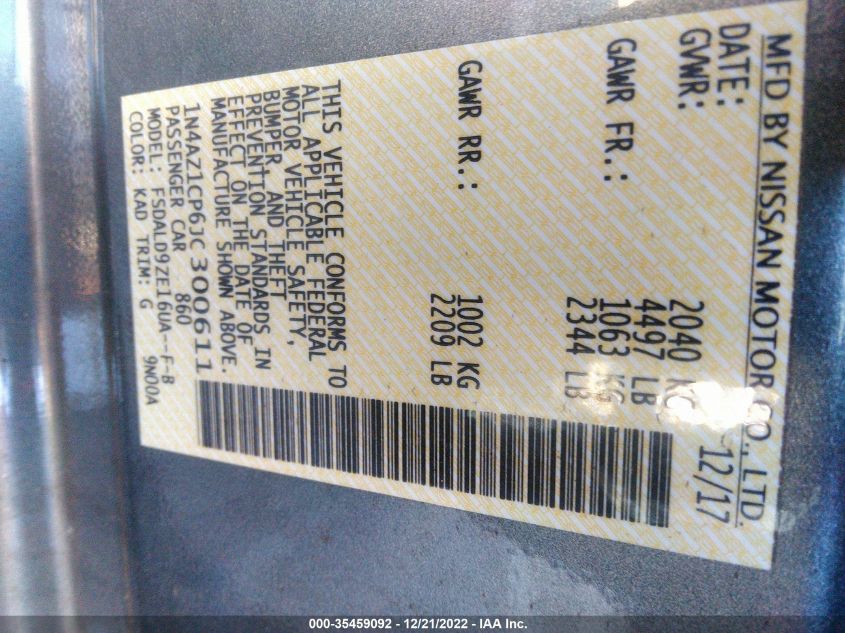 MFD BY NISSAN MOTOR CO., LTD.
DATE: 12/17
GVWR: 2040 KG
4497 LB
GAWR FR.: 1063 KG
2344 LB
GAWR RR.: 1002 KG
2209 LB
THIS VEHICLE CONFORMS TO
ALL APPLICABLE FEDERAL
MOTOR VEHICLE SAFETY,
BUMPER AND THEFT
PREVENTION STANDARDS IN
EFFECT ON THE DATE OF
MANUFACTURE SHOWN ABOVE.
1N4AZ1CP6JC300611
PASSENGER CAR 860
MODEL: FSDALD9ZE16UA--F-B
COLOR: KAD TRIM: G 9N00A
000-35459092 - 12/21/2022 - IAA Inc.